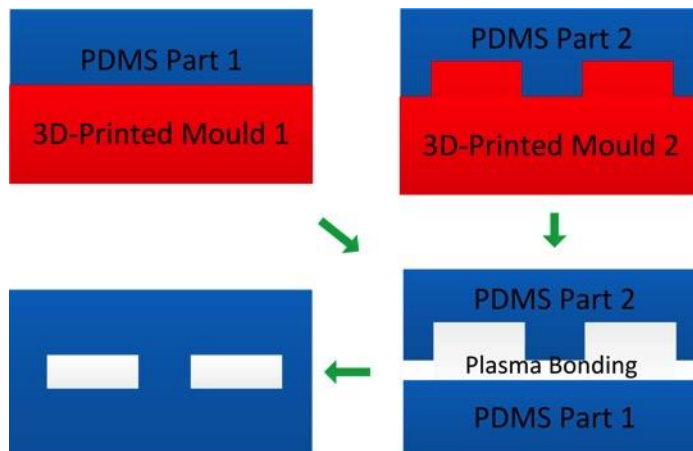 PDMS Part 1
3D-Printed Mould 1
PDMS Part 2
3D-Printed Mould 2
PDMS Part 2
Plasma Bonding
PDMS Part 1